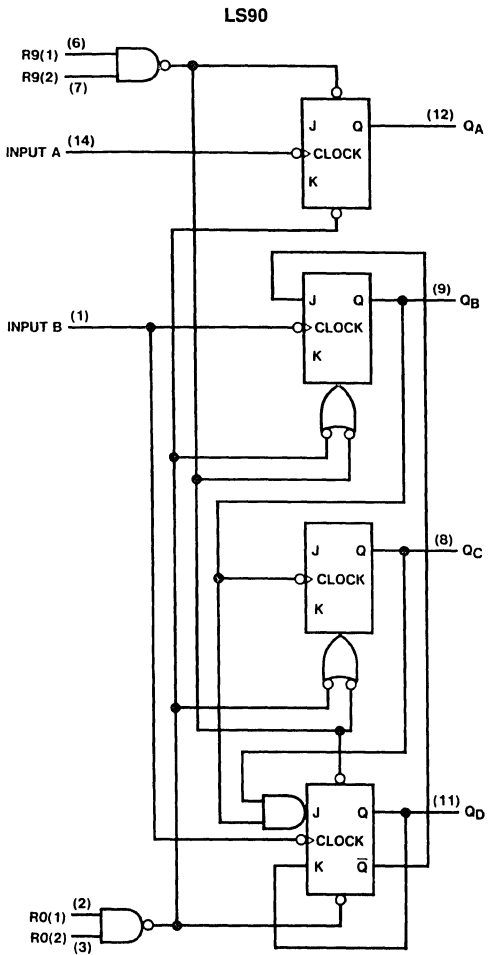 LS90
R9(1) (6)
R9(2) (7)
J Q (12) QA
INPUT A (14) CLOCK
K
J Q (9) QB
INPUT B (1) CLOCK
K
J Q (8) QC
CLOCK
K
J Q (11) QD
CLOCK
K Q̅
R0(1) (2)
R0(2) (3)